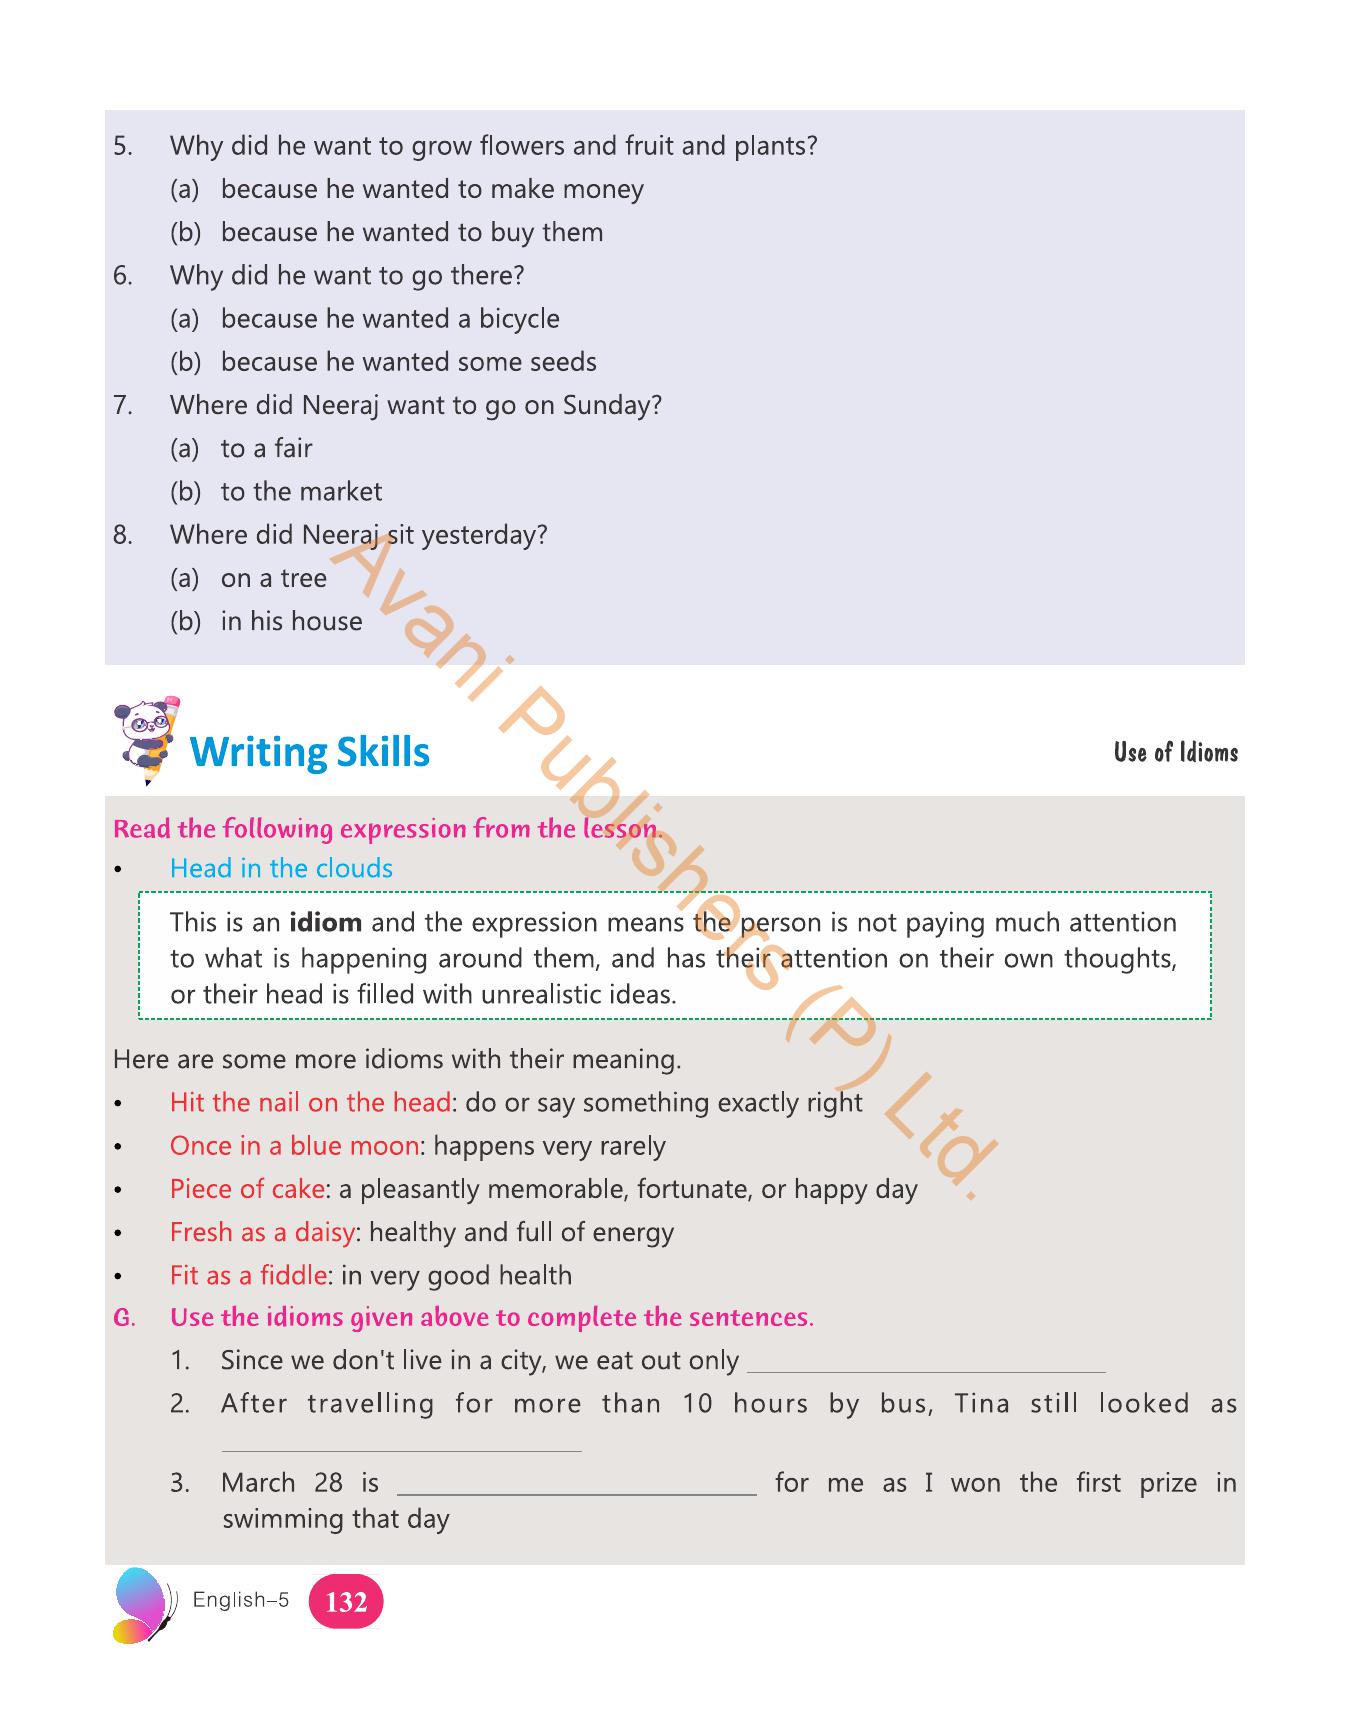 5. Why did he want to grow flowers and fruit and plants?
(a) because he wanted to make money
(b) because he wanted to buy them
6. Why did he want to go there?
(a) because he wanted a bicycle
(b) because he wanted some seeds
7. Where did Neeraj want to go on Sunday?
(a) to a fair
(b) to the market
8. Where did Neeraj sit yesterday?
(a) on a tree
(b) in his house
Writing Skills
Use of Idioms
Read the following expression from the lesson.
• Head in the clouds
This is an idiom and the expression means the person is not paying much attention
to what is happening around them, and has their attention on their own thoughts,
or their head is filled with unrealistic ideas.
Here are some more idioms with their meaning.
• Hit the nail on the head: do or say something exactly right
• Once in a blue moon: happens very rarely
• Piece of cake: a pleasantly memorable, fortunate, or happy day
• Fresh as a daisy: healthy and full of energy
• Fit as a fiddle: in very good health
G. Use the idioms given above to complete the sentences.
1. Since we don't live in a city, we eat out only ____________________
2. After travelling for more than 10 hours by bus, Tina still looked as
____________________
3. March 28 is ____________________ for me as I won the first prize in
swimming that day
English–5 132
Avani Publishers (P) Ltd.